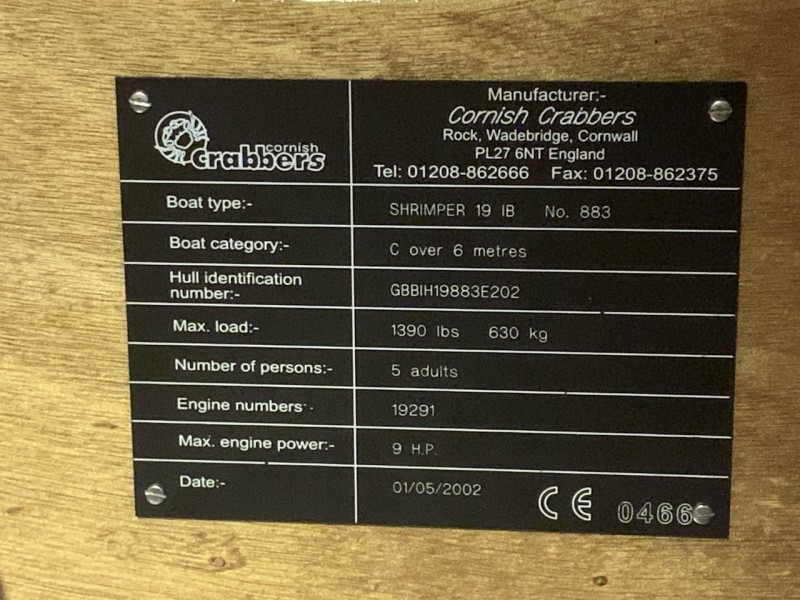 cornish
Crabbers
Manufacturer:-
Cornish Crabbers
Rock, Wadebridge, Cornwall
PL27 6NT England
Tel: 01208-862666 Fax: 01208-862375
Boat type:- SHRIMPER 19 IB No. 883
Boat category:- C over 6 metres
Hull identification
number:- GBBIH19883E202
Max. load:- 1390 lbs 630 kg
Number of persons:- 5 adults
Engine numbers:- 19291
Max. engine power:- 9 H.P.
Date:- 01/05/2002
CE 0466